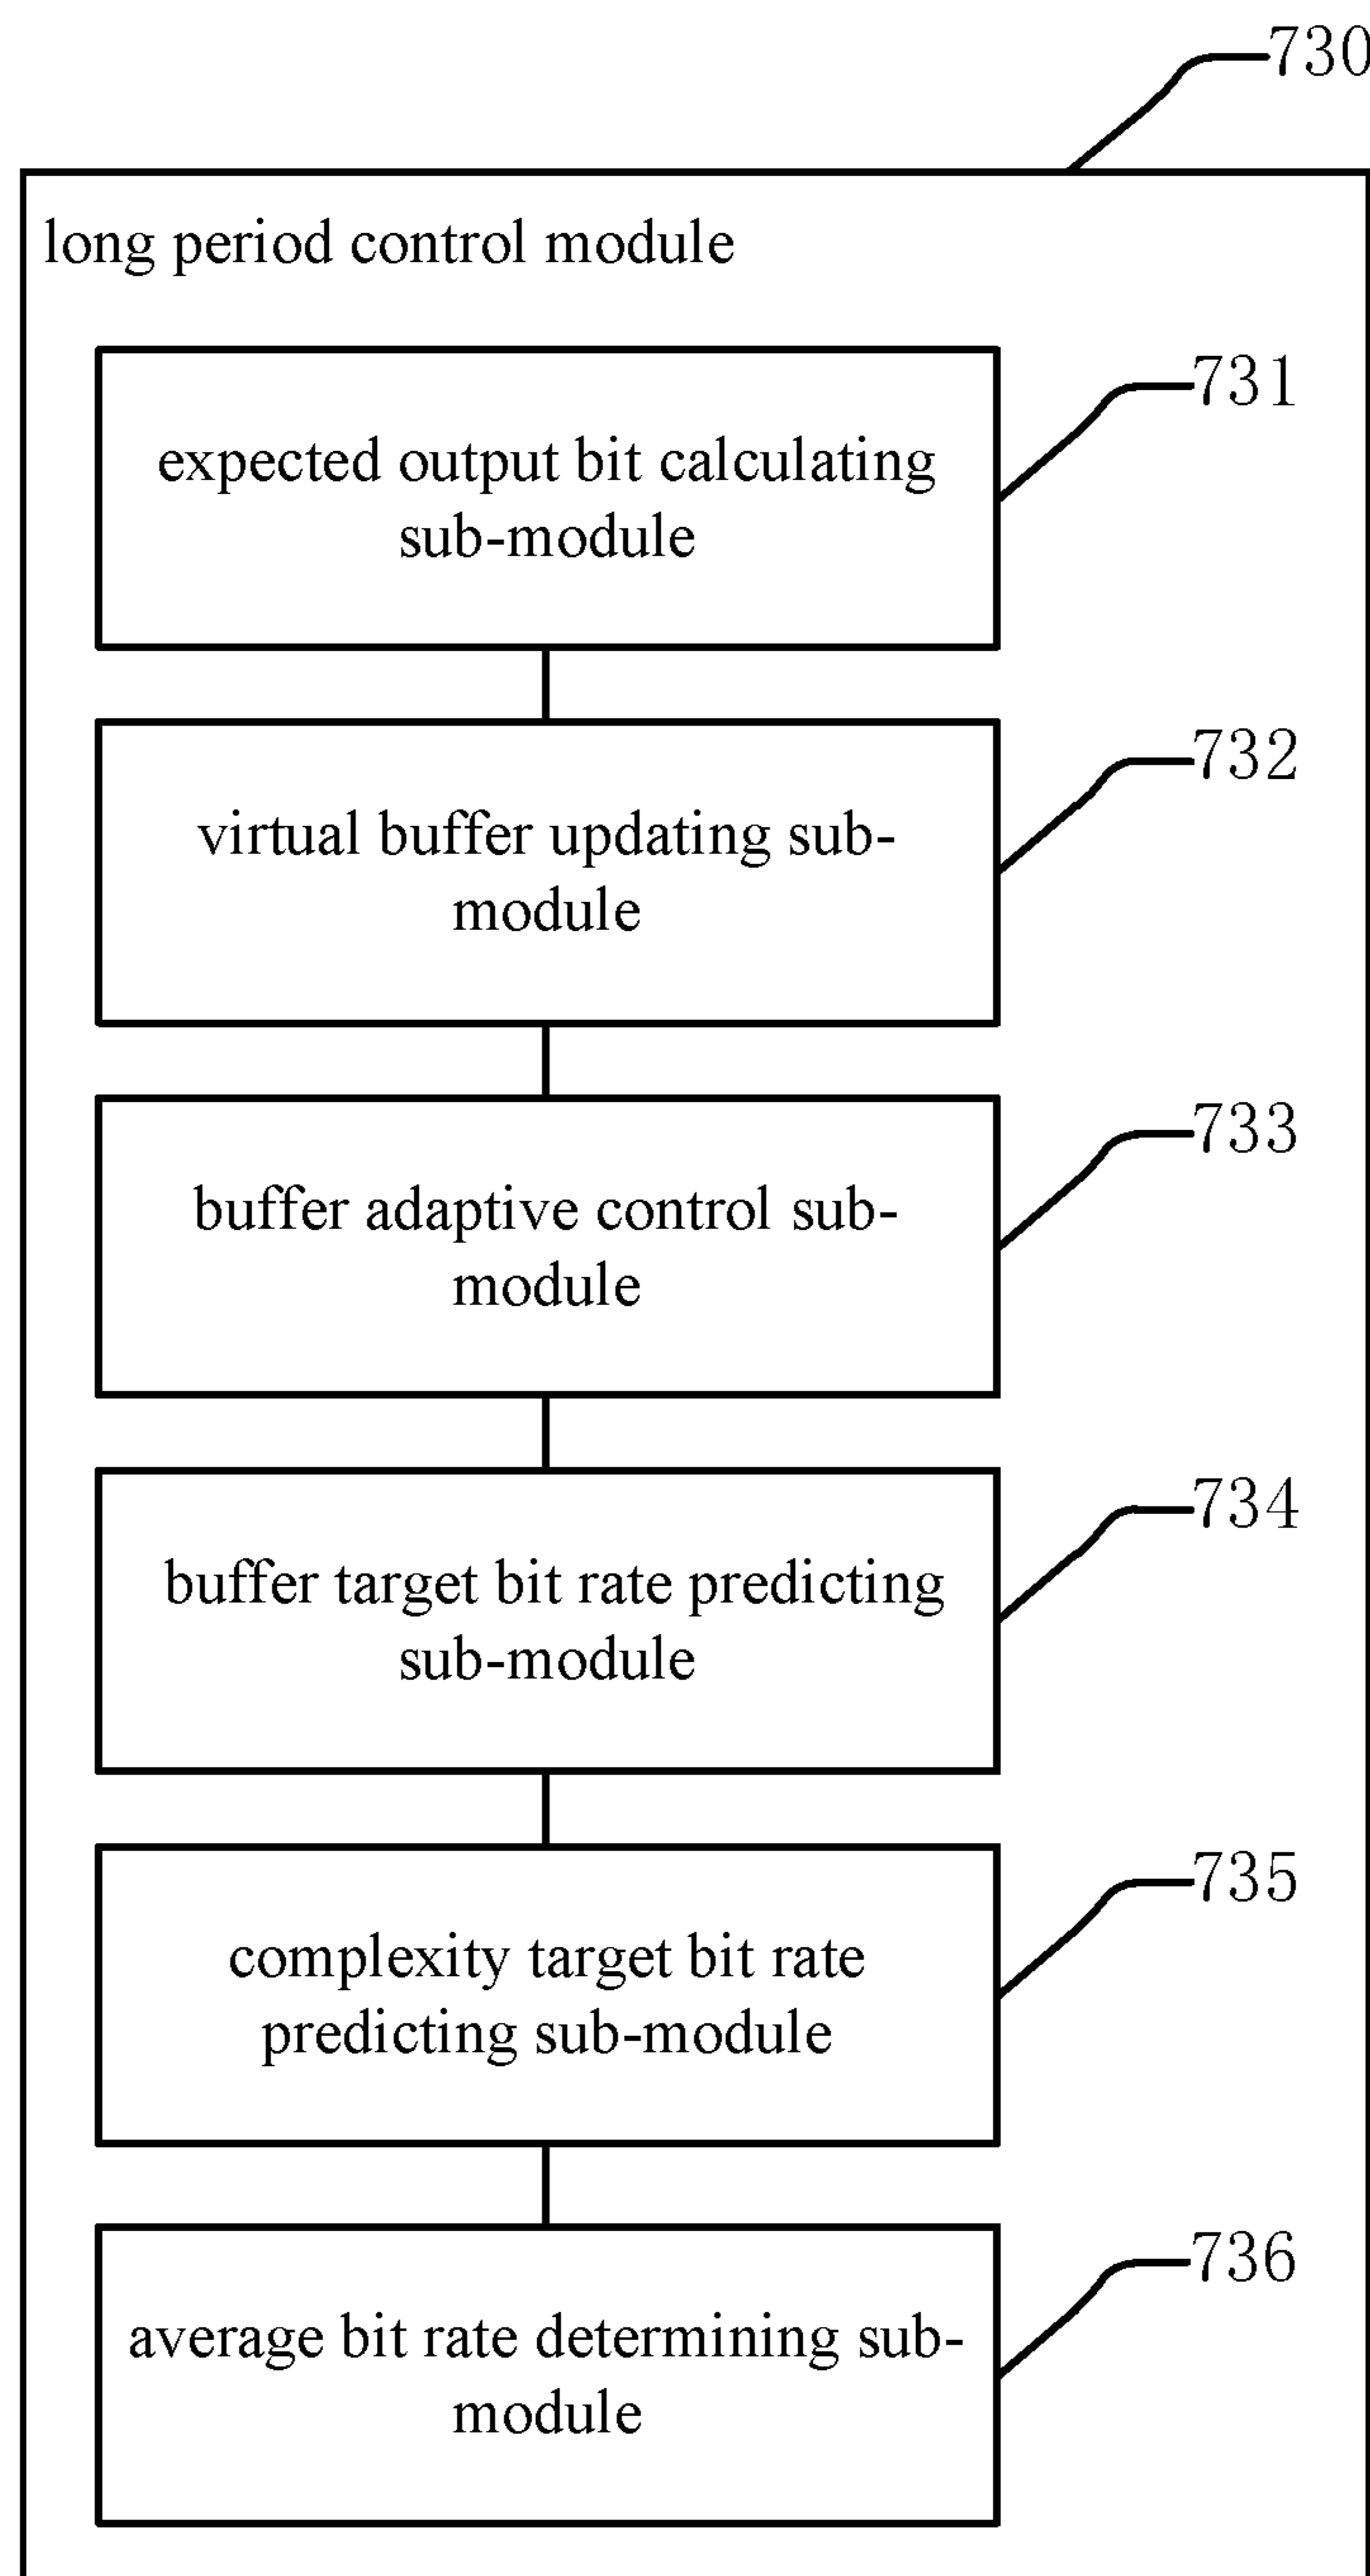 730
long period control module
731
expected output bit calculating
sub-module
732
virtual buffer updating sub-
module
733
buffer adaptive control sub-
module
734
buffer target bit rate predicting
sub-module
735
complexity target bit rate
predicting sub-module
736
average bit rate determining sub-
module